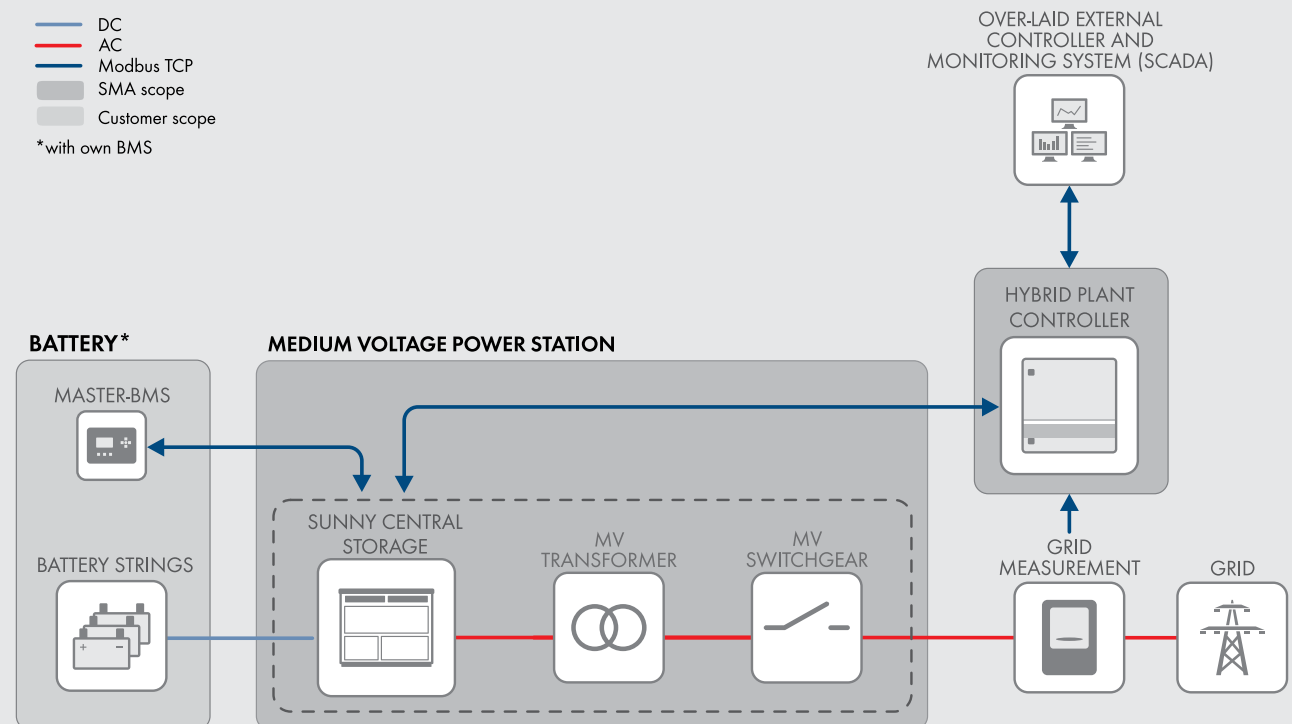 DC
AC
Modbus TCP
SMA scope
Customer scope
*with own BMS
OVER-LAID EXTERNAL
CONTROLLER AND
MONITORING SYSTEM (SCADA)
HYBRID PLANT
CONTROLLER
BATTERY*
MEDIUM VOLTAGE POWER STATION
MASTER-BMS
SUNNY CENTRAL
STORAGE
MV
TRANSFORMER
MV
SWITCHGEAR
GRID
MEASUREMENT
GRID
BATTERY STRINGS
+ −